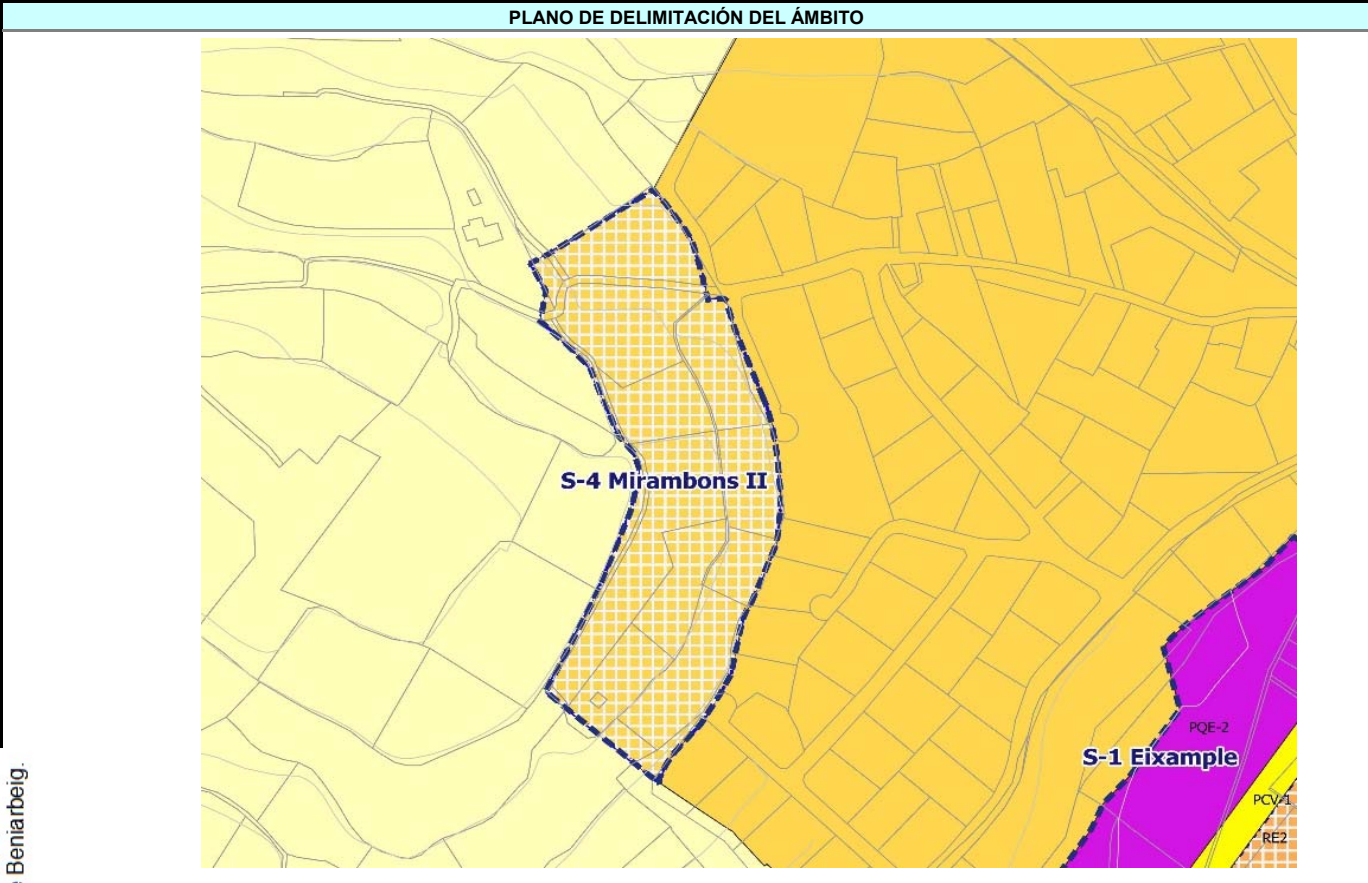 PLANO DE DELIMITACIÓN DEL ÁMBITO
S-4 Mirambons II
PQE-2
S-1 Eixample
PCV-1
RE2
Beniarbeig.